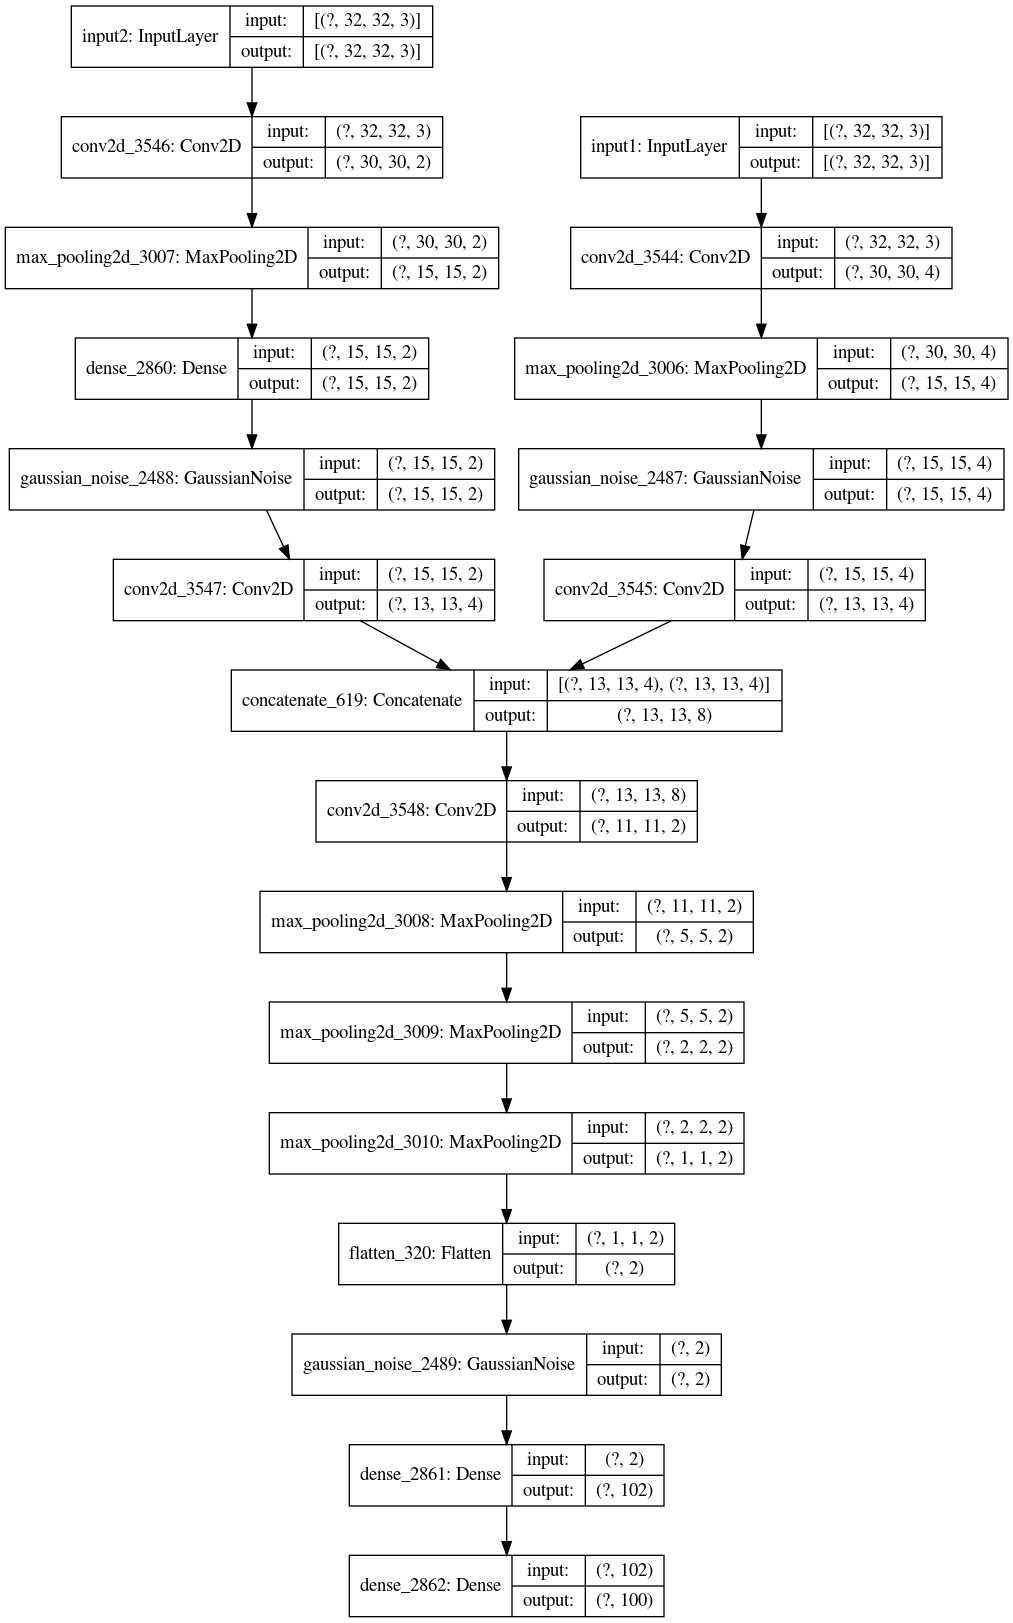 input2: InputLayer
input: [(?, 32, 32, 3)]
output: [(?, 32, 32, 3)]
conv2d_3546: Conv2D
input: (?, 32, 32, 3)
output: (?, 30, 30, 2)
input1: InputLayer
input: [(?, 32, 32, 3)]
output: [(?, 32, 32, 3)]
max_pooling2d_3007: MaxPooling2D
input: (?, 30, 30, 2)
output: (?, 15, 15, 2)
conv2d_3544: Conv2D
input: (?, 32, 32, 3)
output: (?, 30, 30, 4)
dense_2860: Dense
input: (?, 15, 15, 2)
output: (?, 15, 15, 2)
max_pooling2d_3006: MaxPooling2D
input: (?, 30, 30, 4)
output: (?, 15, 15, 4)
gaussian_noise_2488: GaussianNoise
input: (?, 15, 15, 2)
output: (?, 15, 15, 2)
gaussian_noise_2487: GaussianNoise
input: (?, 15, 15, 4)
output: (?, 15, 15, 4)
conv2d_3547: Conv2D
input: (?, 15, 15, 2)
output: (?, 13, 13, 4)
conv2d_3545: Conv2D
input: (?, 15, 15, 4)
output: (?, 13, 13, 4)
concatenate_619: Concatenate
input: [(?, 13, 13, 4), (?, 13, 13, 4)]
output: (?, 13, 13, 8)
conv2d_3548: Conv2D
input: (?, 13, 13, 8)
output: (?, 11, 11, 2)
max_pooling2d_3008: MaxPooling2D
input: (?, 11, 11, 2)
output: (?, 5, 5, 2)
max_pooling2d_3009: MaxPooling2D
input: (?, 5, 5, 2)
output: (?, 2, 2, 2)
max_pooling2d_3010: MaxPooling2D
input: (?, 2, 2, 2)
output: (?, 1, 1, 2)
flatten_320: Flatten
input: (?, 1, 1, 2)
output: (?, 2)
gaussian_noise_2489: GaussianNoise
input: (?, 2)
output: (?, 2)
dense_2861: Dense
input: (?, 2)
output: (?, 102)
dense_2862: Dense
input: (?, 102)
output: (?, 100)